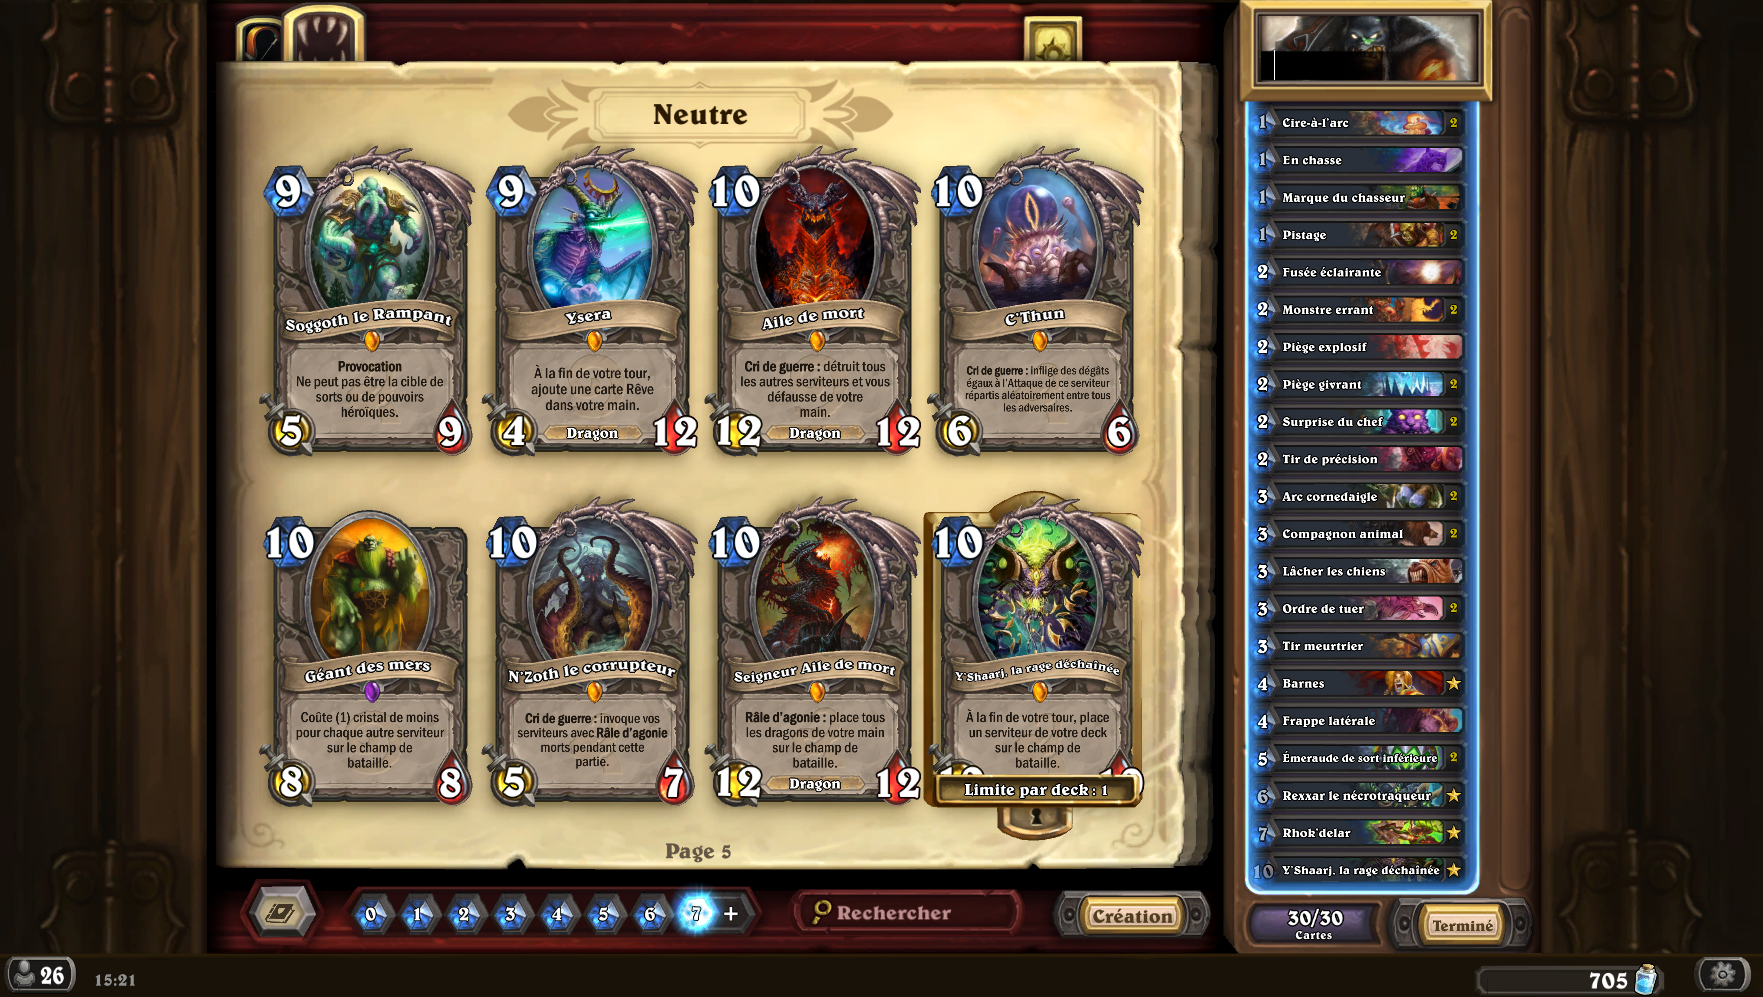 Neutre
9
Soggoth le Rampant
Provocation
Ne peut pas être la cible de
sorts ou de pouvoirs
héroïques.
5
9
9
Ysera
À la fin de votre tour,
ajoute une carte Rêve
dans votre main.
4
Dragon
12
10
Aile de mort
Cri de guerre : détruit tous
les autres serviteurs et vous
défausse de votre
main.
12
Dragon
12
10
C'Thun
Cri de guerre : inflige des dégâts
égaux à l'Attaque de ce serviteur
répartis aléatoirement entre tous
les adversaires.
6
6
10
Géant des mers
Coûte (1) cristal de moins
pour chaque autre serviteur
sur le champ de
bataille.
8
8
10
N'Zoth le corrupteur
Cri de guerre : invoque vos
serviteurs avec Râle d'agonie
morts pendant cette
partie.
5
7
10
Seigneur Aile de mort
Râle d'agonie : place tous
les dragons de votre main
sur le champ de
bataille.
12
Dragon
12
10
Y'Shaarj, la rage déchaînée
À la fin de votre tour, place
un serviteur de votre deck
sur le champ de
bataille.
Limite par deck : 1
Page 5
0
1
2
3
4
5
6
7
+
Rechercher
Création
1 Cire-à-l'arc 2
1 En chasse
1 Marque du chasseur
1 Pistage 2
2 Fusée éclairante
2 Monstre errant 2
2 Piège explosif
2 Piège givrant 2
2 Surprise du chef 2
2 Tir de précision
3 Arc cornedaigle 2
3 Compagnon animal 2
3 Lâcher les chiens
3 Ordre de tuer 2
3 Tir meurtrier
4 Barnes
4 Frappe latérale
5 Émeraude de sort inférieure 2
6 Rexxar le nécrotraqueur
7 Rhok'delar
10 Y'Shaarj, la rage déchaînée
30/30
Cartes
Terminé
26
15:21
705